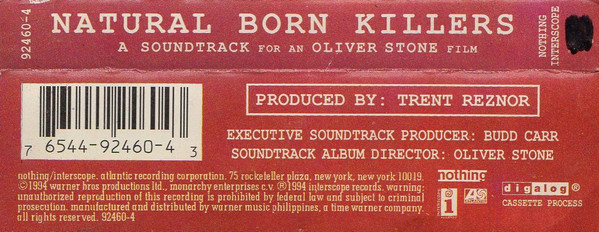 92460-4
NATURAL BORN KILLERS
A SOUNDTRACK FOR AN OLIVER STONE FILM
NOTHING
INTERSCOPE
PRODUCED BY: TRENT REZNOR
EXECUTIVE SOUNDTRACK PRODUCER: BUDD CARR
SOUNDTRACK ALBUM DIRECTOR: OLIVER STONE
7 6544-92460-4 3
nothing/interscope. atlantic recording corporation. 75 rockefeller plaza, new york, new york 10019.
©1994 warner bros productions ltd., monarchy enterprises c.v. ℗1994 interscope records. warning:
unauthorized reproduction of this recording is prohibited by federal law and subject to criminal
prosecution. manufactured and distributed by warner music philippines, a time warner company.
all rights reserved. 92460-4
nothing
i
digalog®
CASSETTE PROCESS